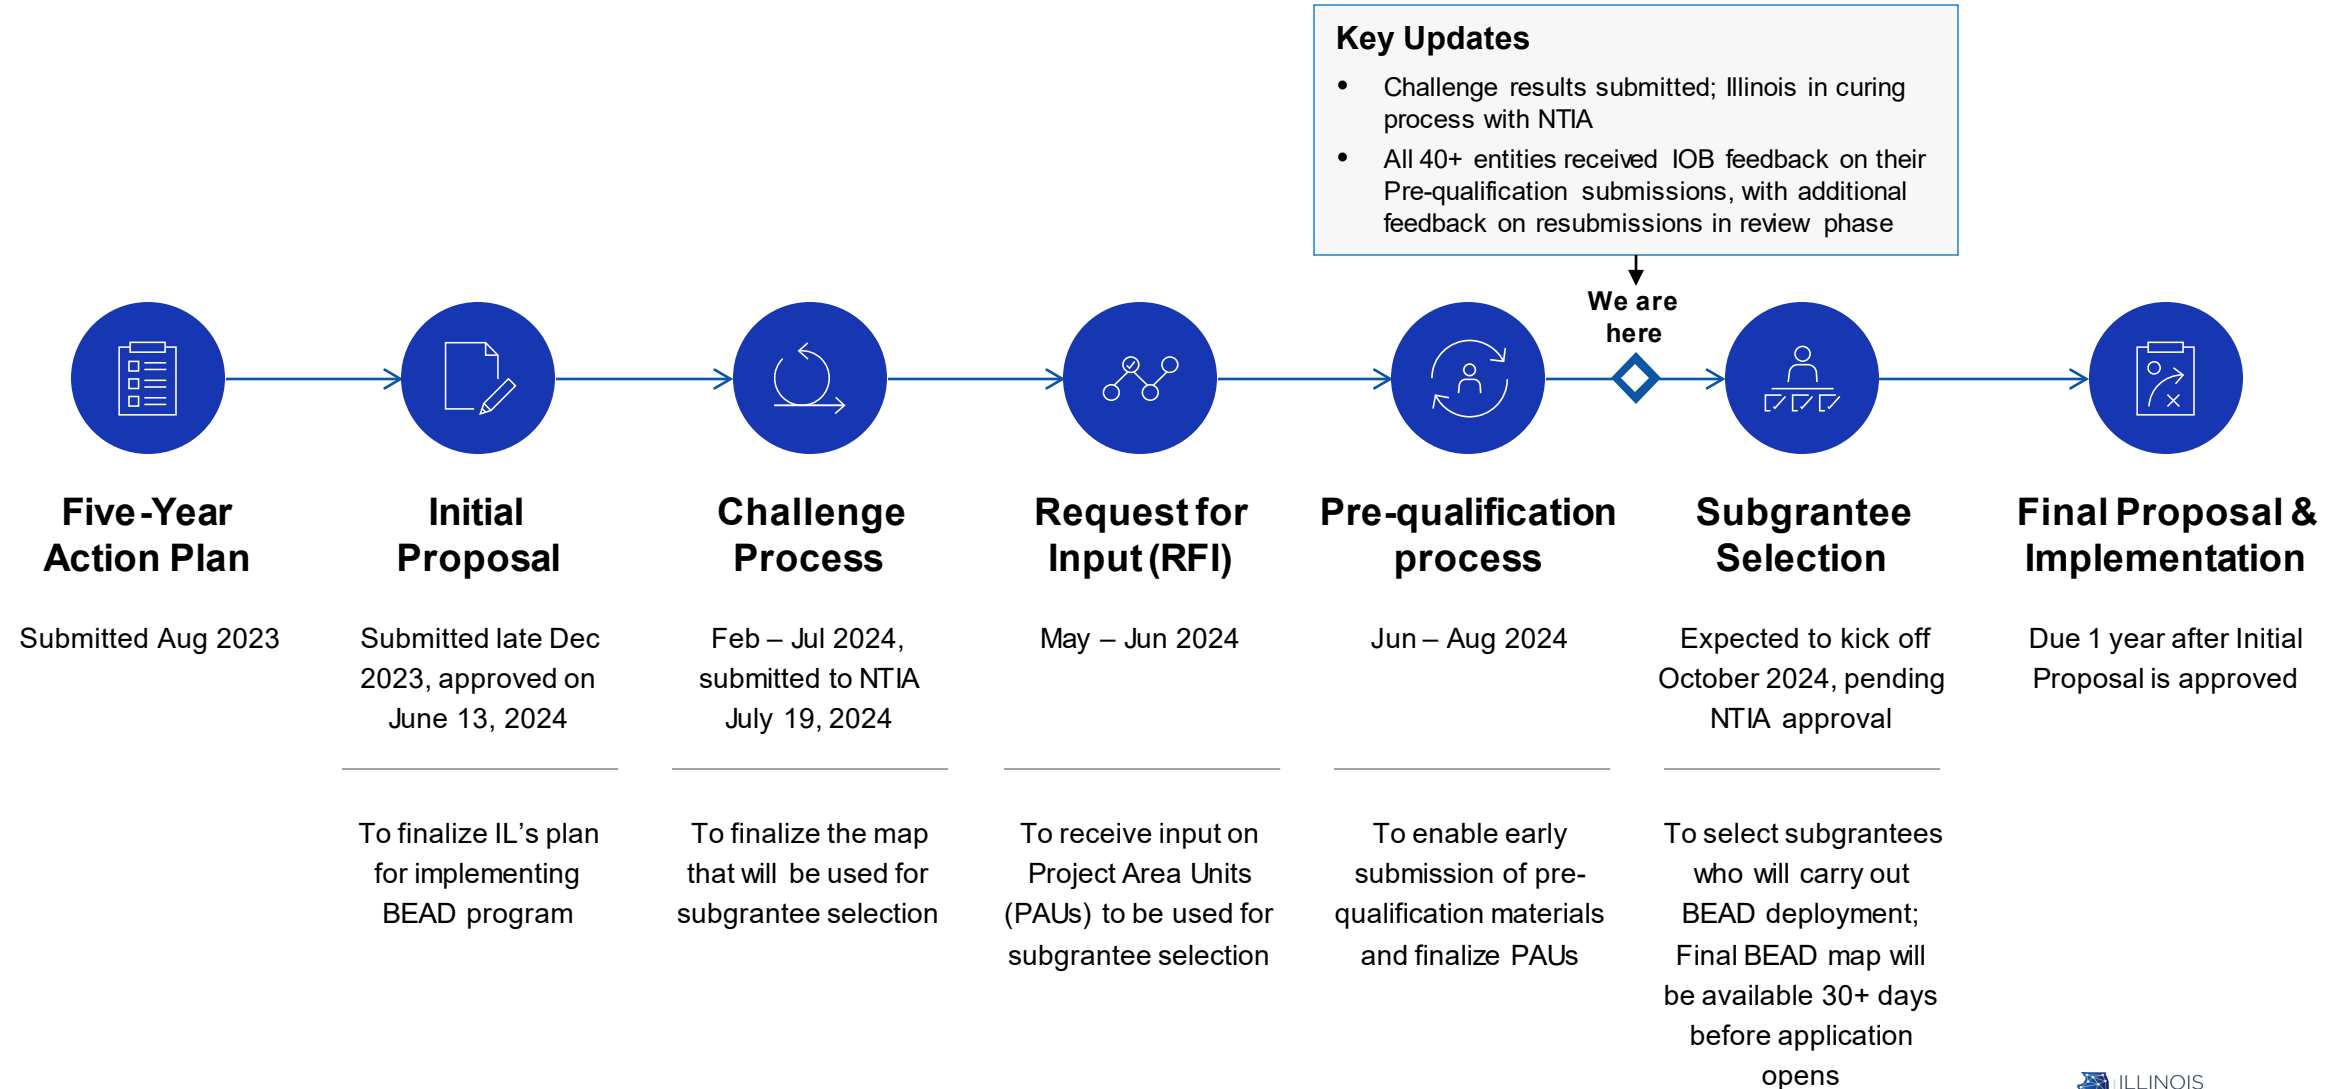 Key Updates
• Challenge results submitted; Illinois in curing
process with NTIA
• All 40+ entities received IOB feedback on their
Pre-qualification submissions, with additional
feedback on resubmissions in review phase
We are
here
Five-Year
Action Plan
Submitted Aug 2023
Initial
Proposal
Submitted late Dec
2023, approved on
June 13, 2024
To finalize IL's plan
for implementing
BEAD program
Challenge
Process
Feb – Jul 2024,
submitted to NTIA
July 19, 2024
To finalize the map
that will be used for
subgrantee selection
Request for
Input (RFI)
May – Jun 2024
To receive input on
Project Area Units
(PAUs) to be used for
subgrantee selection
Pre-qualification
process
Jun – Aug 2024
To enable early
submission of pre-
qualification materials
and finalize PAUs
Subgrantee
Selection
Expected to kick off
October 2024, pending
NTIA approval
To select subgrantees
who will carry out
BEAD deployment;
Final BEAD map will
be available 30+ days
before application
opens
Final Proposal &
Implementation
Due 1 year after Initial
Proposal is approved
ILLINOIS